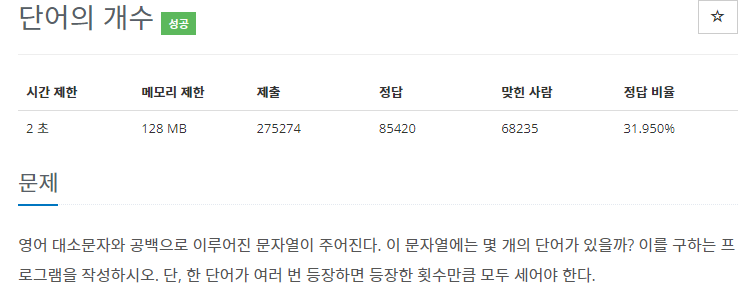 단어의 개수 성공
☆
시간 제한 메모리 제한 제출 정답 맞힌 사람 정답 비율
2 초 128 MB 275274 85420 68235 31.950%
문제
영어 대소문자와 공백으로 이루어진 문자열이 주어진다. 이 문자열에는 몇 개의 단어가 있을까? 이를 구하는 프
로그램을 작성하시오. 단, 한 단어가 여러 번 등장하면 등장한 횟수만큼 모두 세어야 한다.